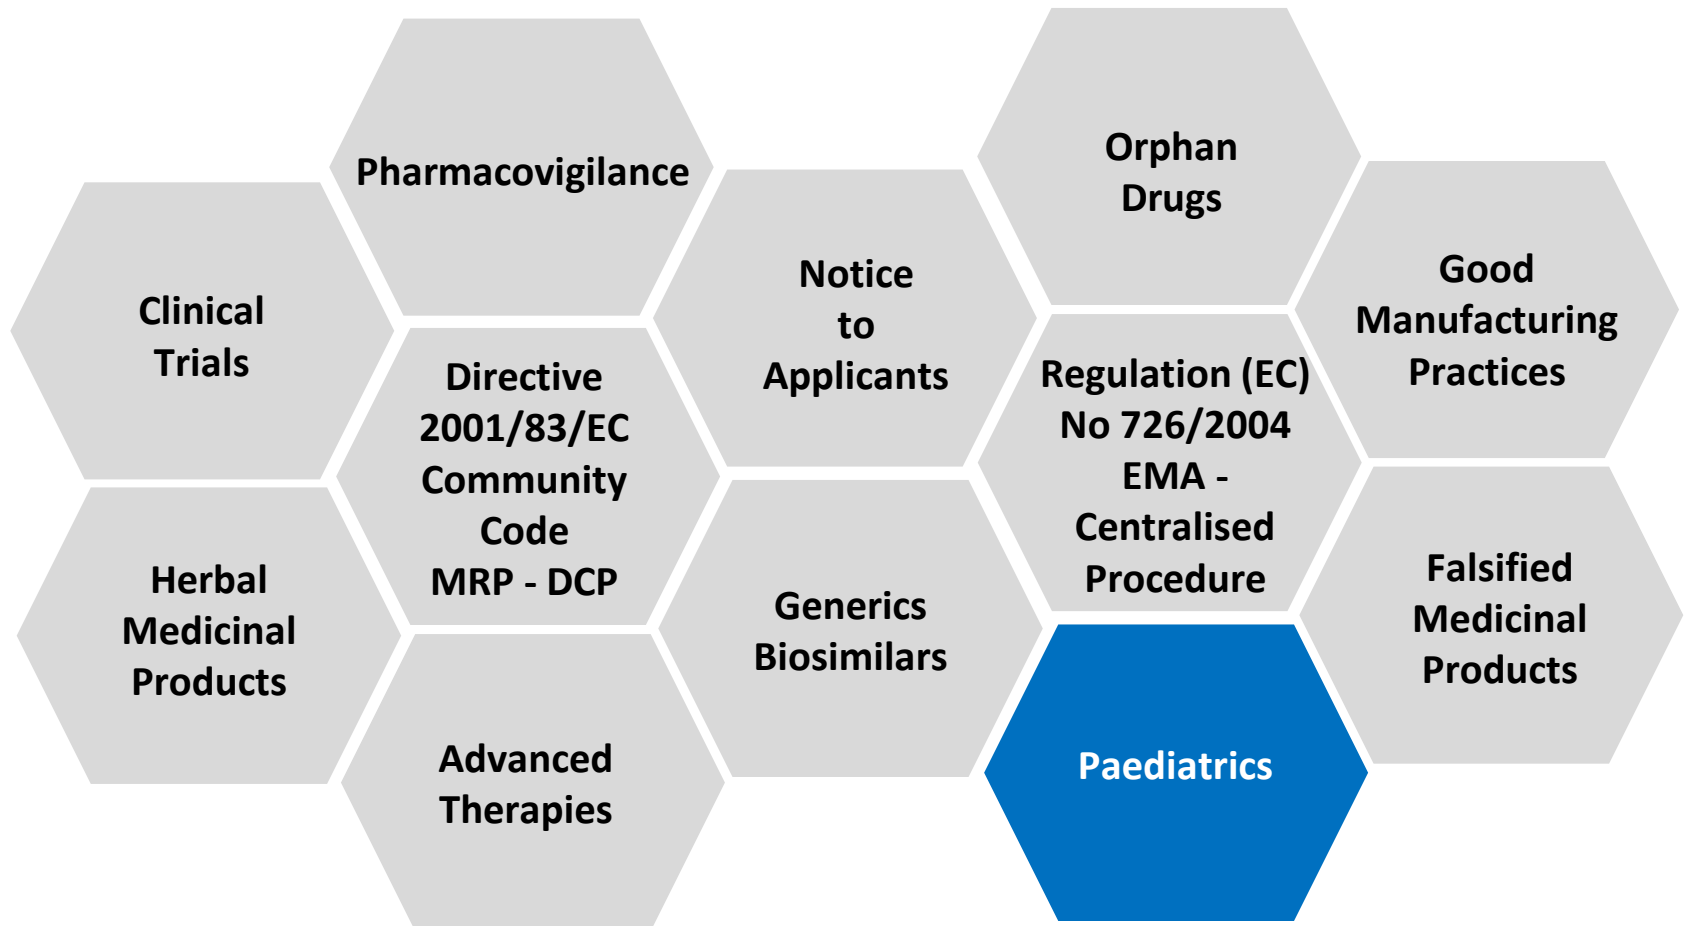 Pharmacovigilance
Orphan
Drugs
Clinical
Trials
Notice
to
Applicants
Good
Manufacturing
Practices
Directive
2001/83/EC
Community
Code
MRP - DCP
Regulation (EC)
No 726/2004
EMA -
Centralised
Procedure
Herbal
Medicinal
Products
Generics
Biosimilars
Falsified
Medicinal
Products
Advanced
Therapies
Paediatrics